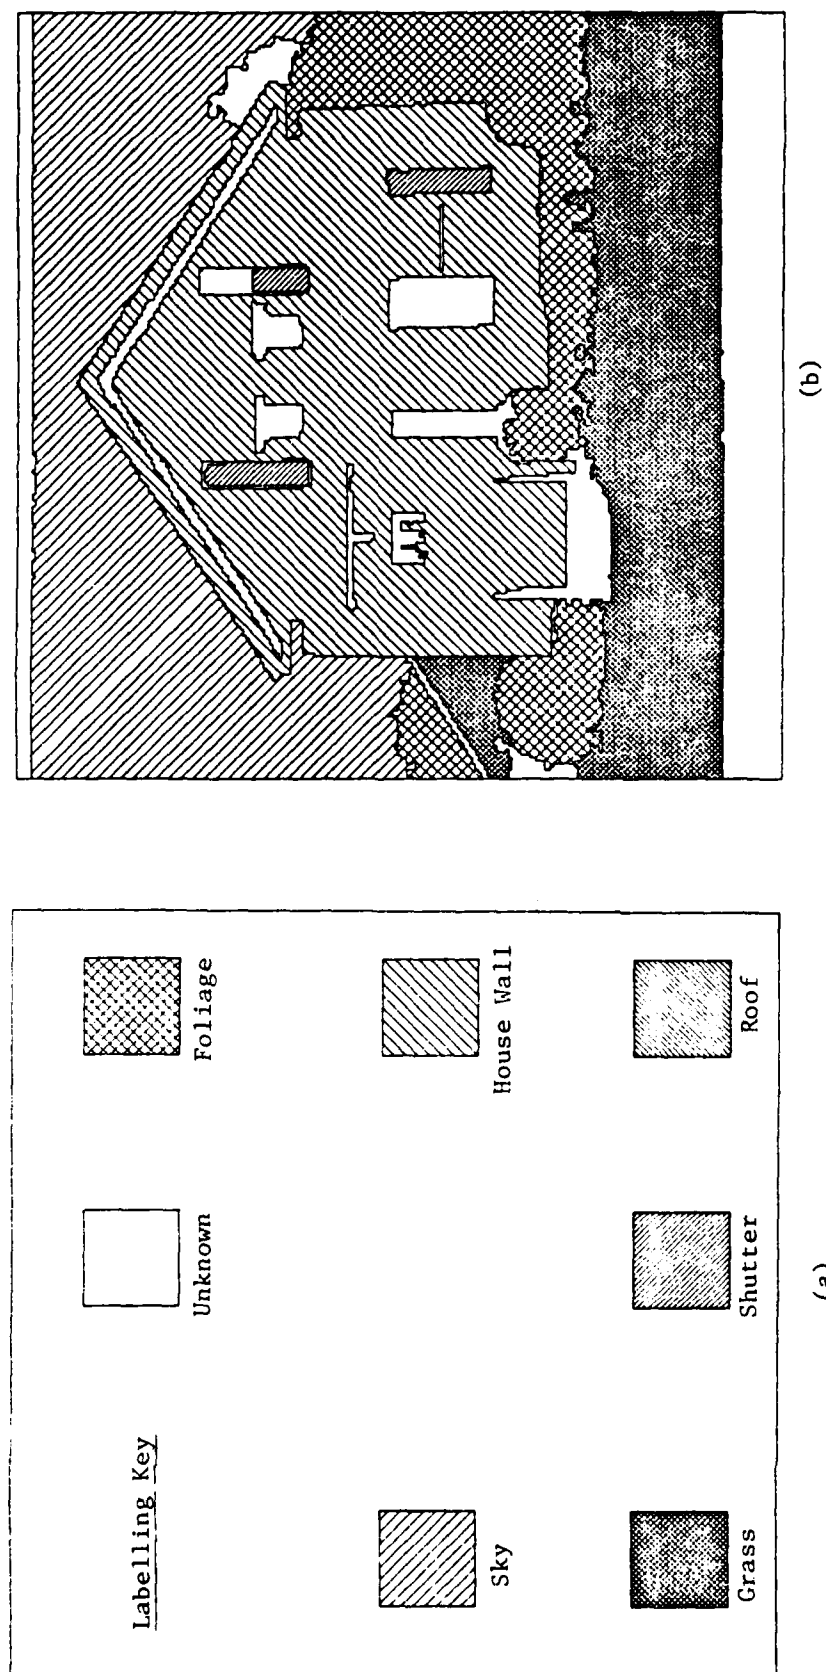 Labelling Key
Unknown
Foliage
Sky
House Wall
Grass
Shutter
Roof
(a)
(b)